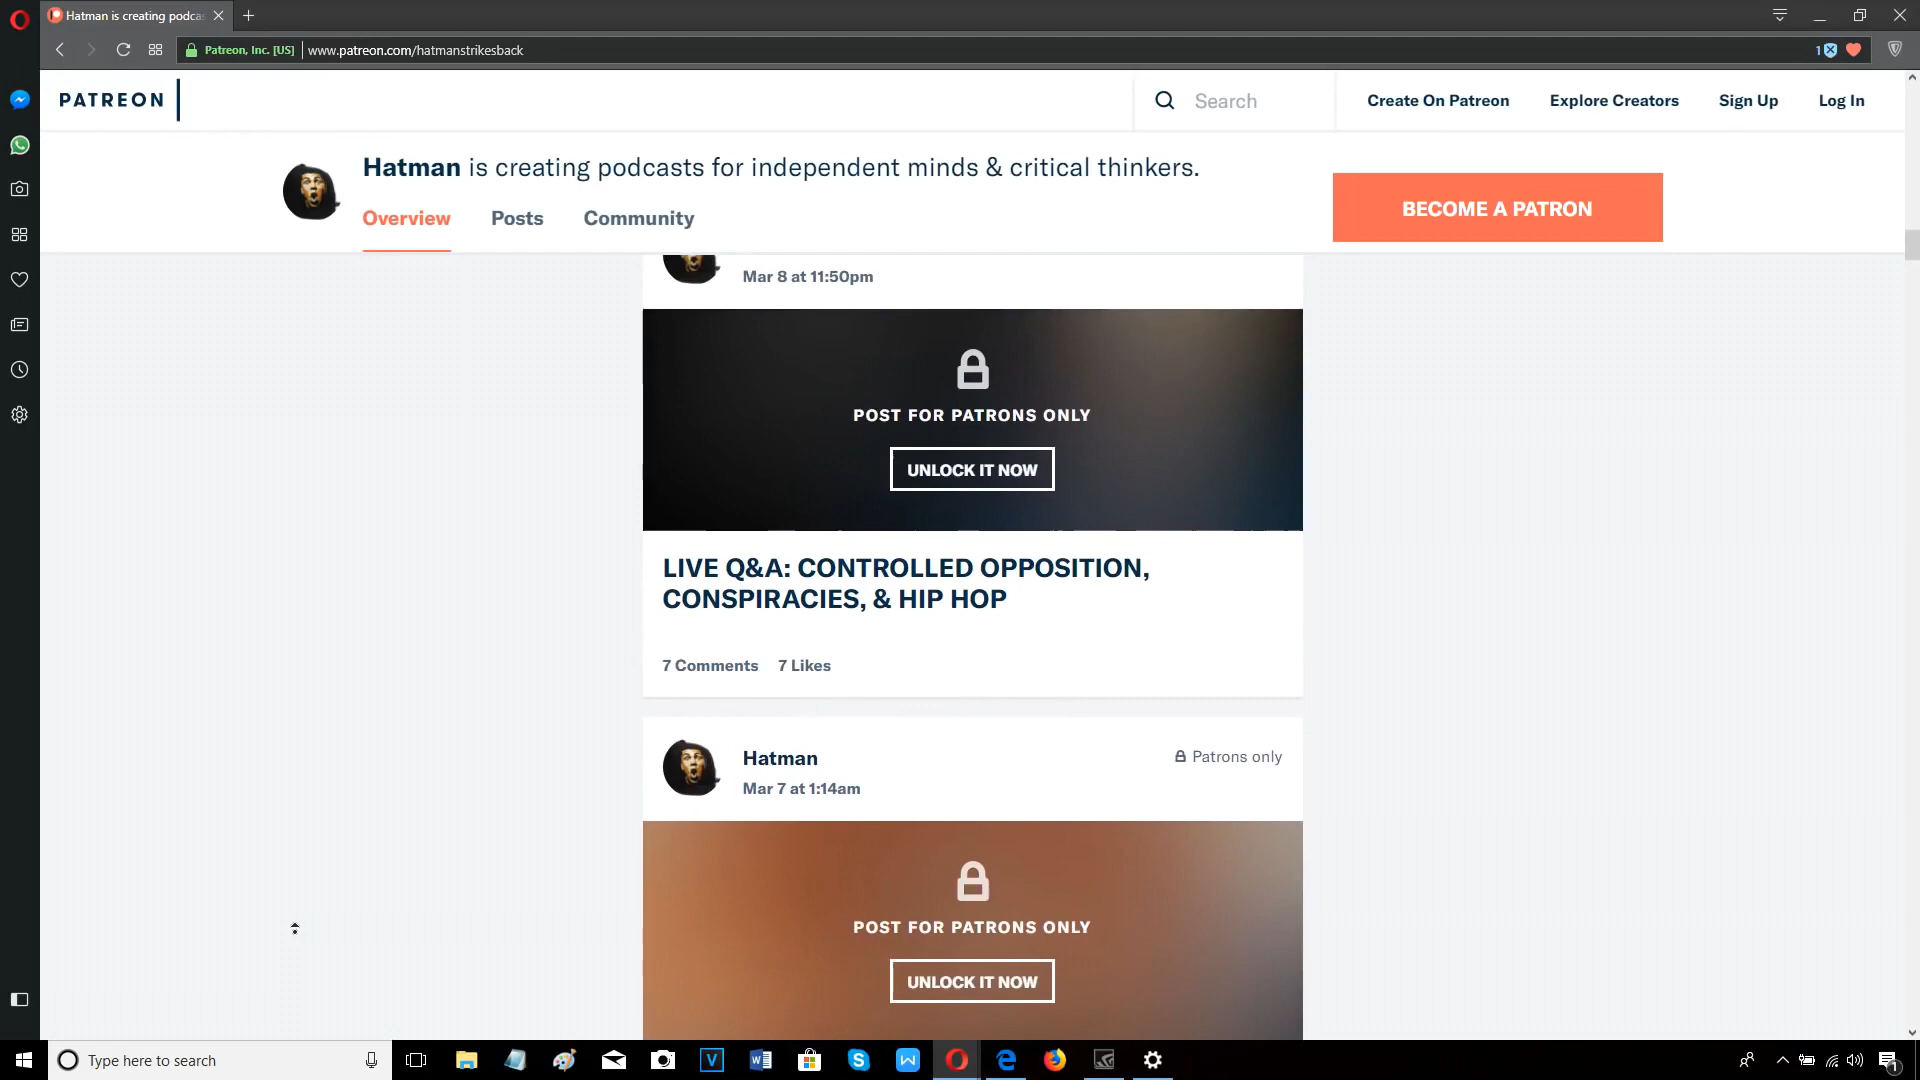 Hatman is creating podca
Patreon, Inc. [US]
www.patreon.com/hatmanstrikesback
1
PATREON
Search
Create On Patreon
Explore Creators
Sign Up
Log In
Hatman is creating podcasts for independent minds & critical thinkers.
Overview
Posts
Community
BECOME A PATRON
Mar 8 at 11:50pm
POST FOR PATRONS ONLY
UNLOCK IT NOW
LIVE Q&A: CONTROLLED OPPOSITION,
CONSPIRACIES, & HIP HOP
7 Comments
7 Likes
Hatman
Patrons only
Mar 7 at 1:14am
POST FOR PATRONS ONLY
UNLOCK IT NOW
Type here to search
1